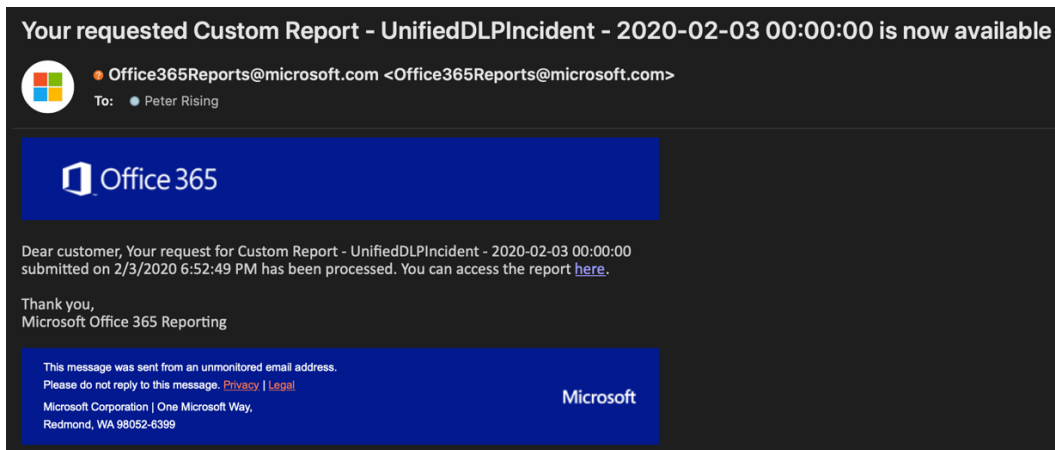 Your requested Custom Report - UnifiedDLPIncident - 2020-02-03 00:00:00 is now available
Office365Reports@microsoft.com <Office365Reports@microsoft.com>
To: Peter Rising
Office 365
Dear customer, Your request for Custom Report - UnifiedDLPIncident - 2020-02-03 00:00:00
submitted on 2/3/2020 6:52:49 PM has been processed. You can access the report here.
Thank you,
Microsoft Office 365 Reporting
This message was sent from an unmonitored email address.
Please do not reply to this message. Privacy | Legal
Microsoft Corporation | One Microsoft Way,
Redmond, WA 98052-6399
Microsoft